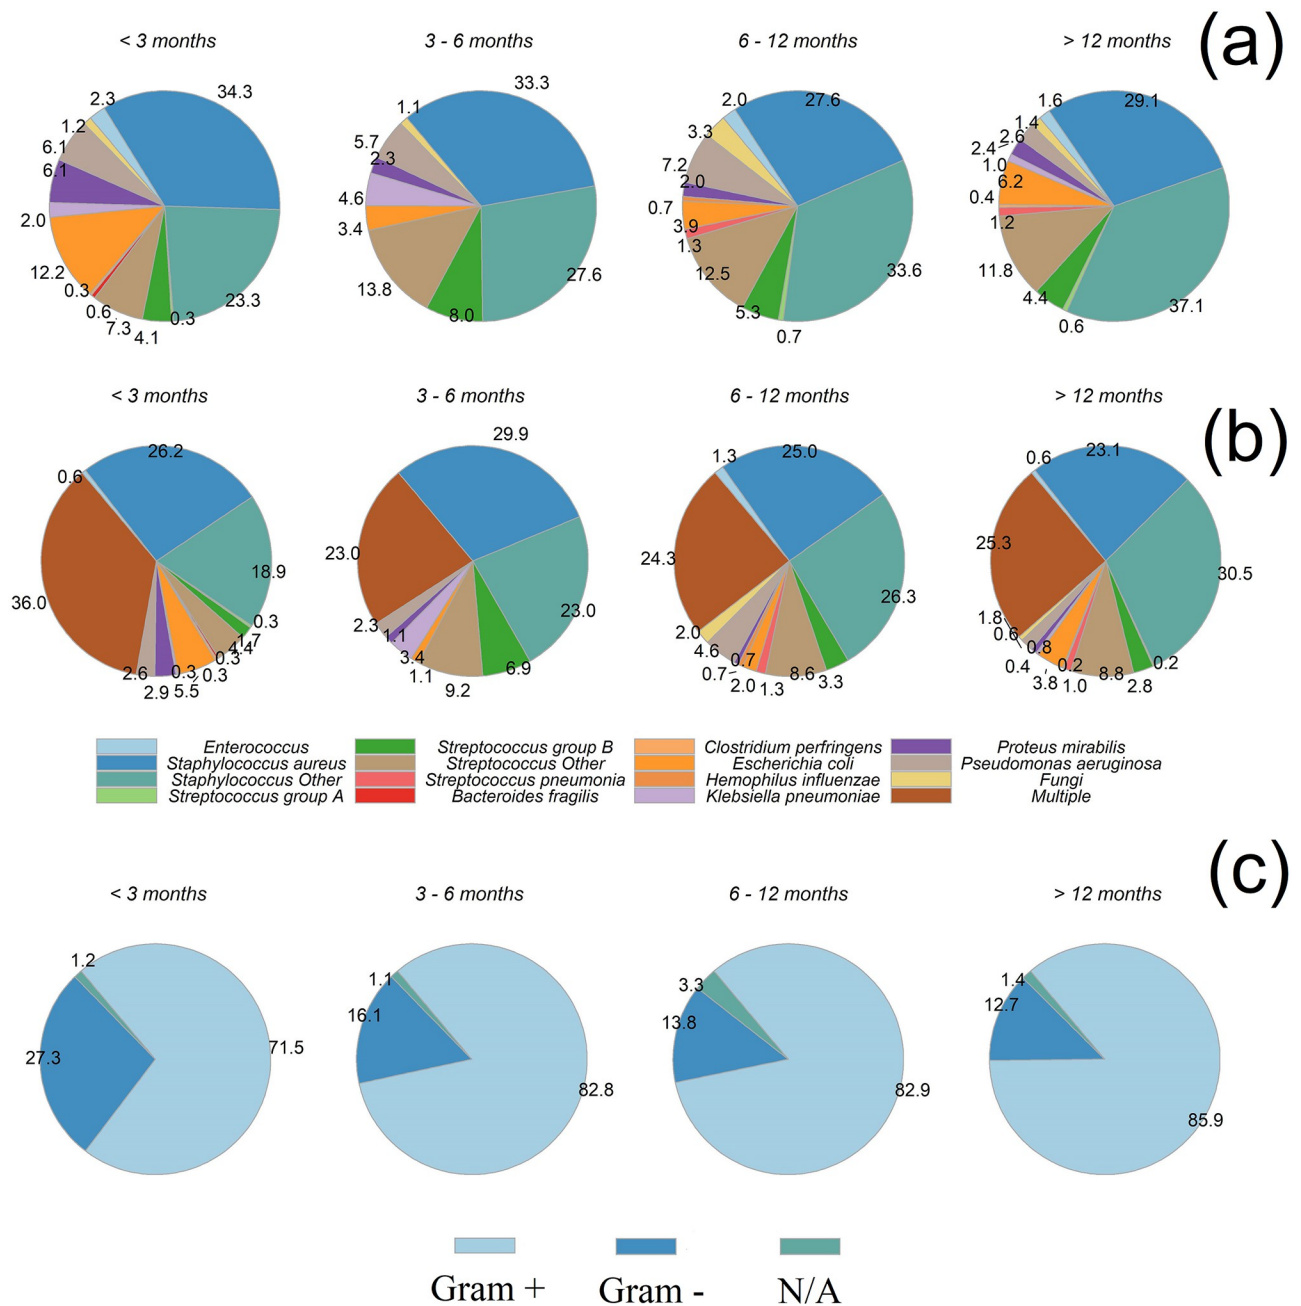 (a)
< 3 months 3 - 6 months 6 - 12 months > 12 months
2.3 34.3 1.2 6.1 6.1 2.0 12.2 0.3 0.6 7.3 4.1 0.3 23.3
1.1 33.3 5.7 2.3 4.6 3.4 13.8 8.0 27.6
2.0 27.6 3.3 7.2 2.0 0.7 3.9 1.3 12.5 5.3 0.7 33.6
1.6 29.1 1.4 2.6 2.4 1.0 6.2 0.4 1.2 11.8 4.4 0.6 37.1
(b)
< 3 months 3 - 6 months 6 - 12 months > 12 months
0.6 26.2 36.0 18.9 0.3 1.7 4.4 0.3 0.3 0.3 5.5 2.9 2.6
29.9 23.0 23.0 2.3 1.1 3.4 1.1 9.2 6.9
1.3 25.0 24.3 26.3 2.0 4.6 0.7 0.7 2.0 1.3 8.6 3.3
0.6 23.1 25.3 30.5 1.8 0.6 0.4 0.8 3.8 0.2 1.0 8.8 2.8 0.2
Enterococcus Streptococcus group B Clostridium perfringens Proteus mirabilis
Staphylococcus aureus Streptococcus Other Escherichia coli Pseudomonas aeruginosa
Staphylococcus Other Streptococcus pneumonia Hemophilus influenzae Fungi
Streptococcus group A Bacteroides fragilis Klebsiella pneumoniae Multiple
(c)
< 3 months 3 - 6 months 6 - 12 months > 12 months
1.2 27.3 71.5
1.1 16.1 82.8
3.3 13.8 82.9
1.4 12.7 85.9
Gram + Gram - N/A